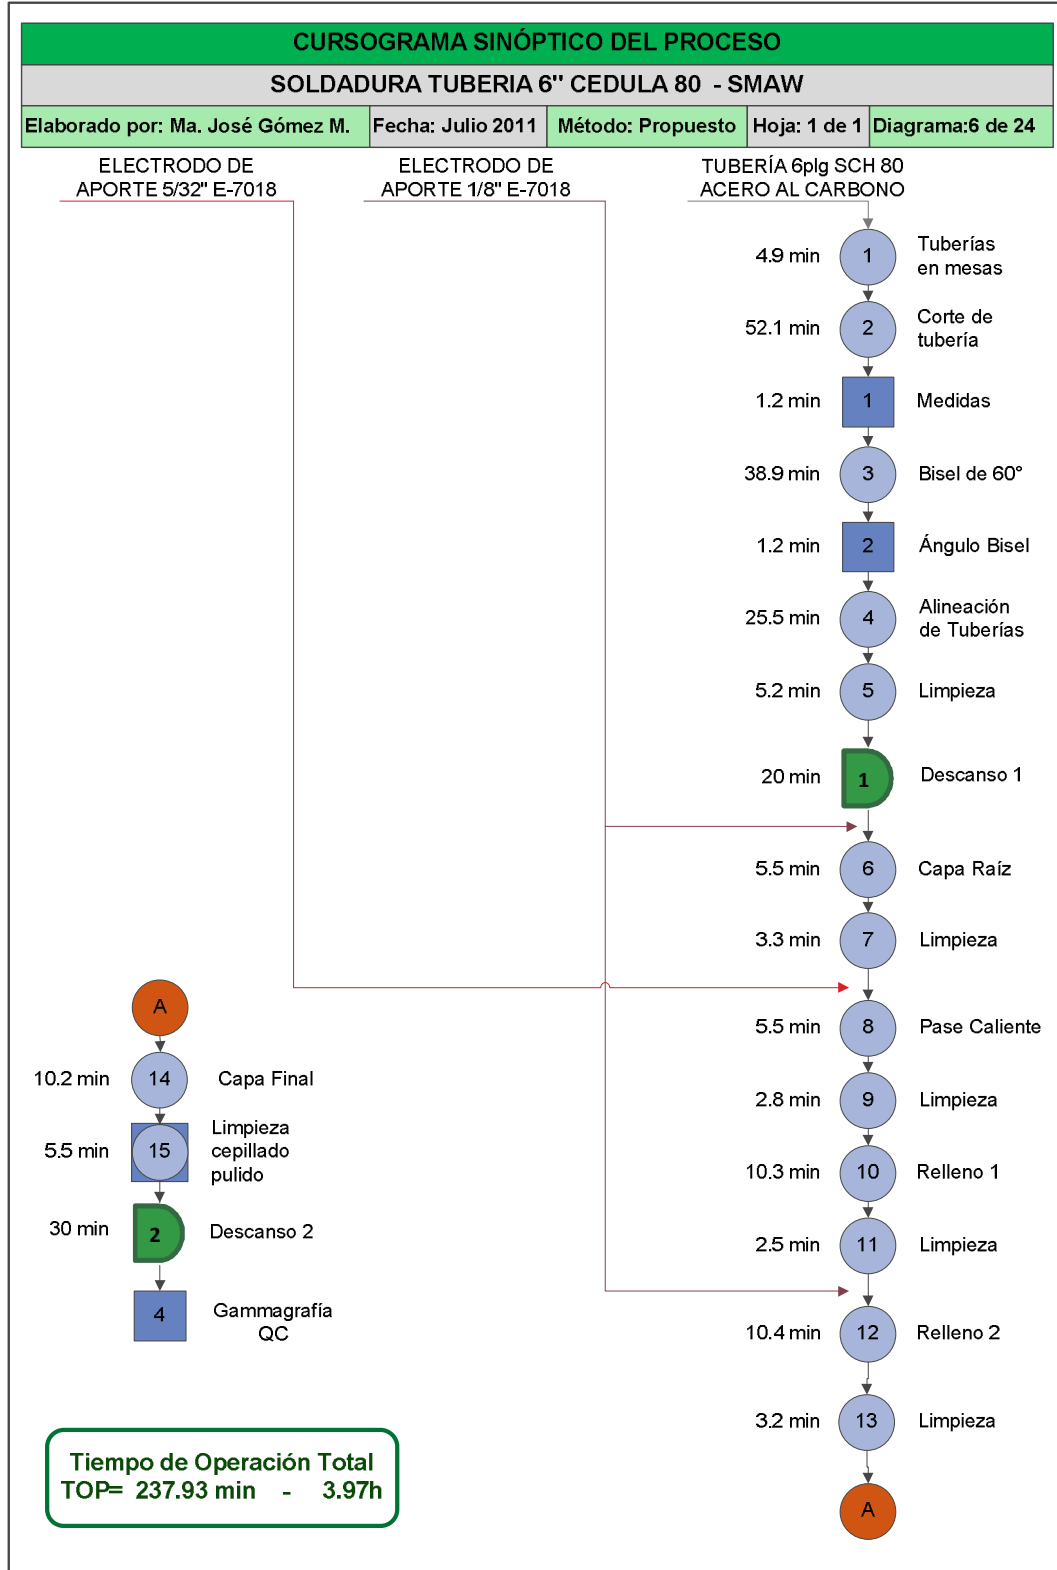 CURSOGRAMA SINÓPTICO DEL PROCESO
SOLDADURA TUBERIA 6" CEDULA 80 - SMAW
Elaborado por: Ma. José Gómez M. Fecha: Julio 2011 Método: Propuesto Hoja: 1 de 1 Diagrama:6 de 24
ELECTRODO DE
APORTE 5/32" E-7018
ELECTRODO DE
APORTE 1/8" E-7018
TUBERÍA 6plg SCH 80
ACERO AL CARBONO
4.9 min 1 Tuberías
en mesas
52.1 min 2 Corte de
tubería
1.2 min 1 Medidas
38.9 min 3 Bisel de 60°
1.2 min 2 Ángulo Bisel
25.5 min 4 Alineación
de Tuberías
5.2 min 5 Limpieza
20 min 1 Descanso 1
5.5 min 6 Capa Raíz
3.3 min 7 Limpieza
5.5 min 8 Pase Caliente
2.8 min 9 Limpieza
10.3 min 10 Relleno 1
2.5 min 11 Limpieza
10.4 min 12 Relleno 2
3.2 min 13 Limpieza
A
A
10.2 min 14 Capa Final
5.5 min 15 Limpieza
cepillado
pulido
30 min 2 Descanso 2
4 Gammagrafía
QC
Tiempo de Operación Total
TOP= 237.93 min - 3.97h